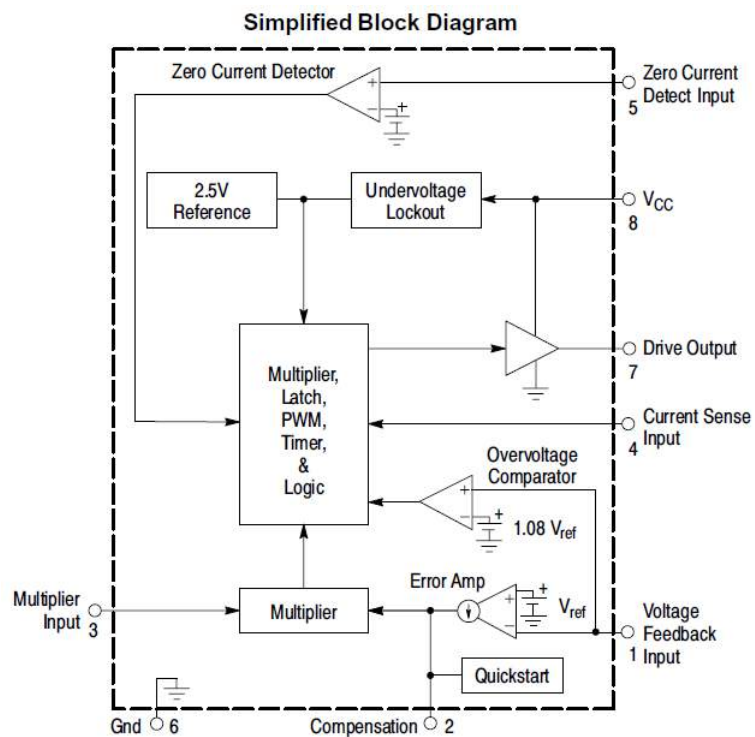 Simplified Block Diagram
Zero Current Detector
+
−
+
Zero Current
Detect Input
5
2.5V
Reference
Undervoltage
Lockout
VCC
8
Drive Output
7
Multiplier,
Latch,
PWM,
Timer,
&
Logic
Current Sense
Input
4
Overvoltage
Comparator
+
−
+
1.08 Vref
Error Amp
+
−
+
Vref
Multiplier
Input
3
Multiplier
Voltage
Feedback
Input
1
Quickstart
Gnd
6
Compensation
2